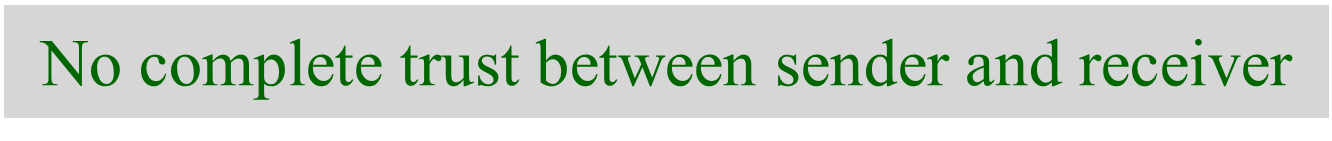 No complete trust between sender and receiver